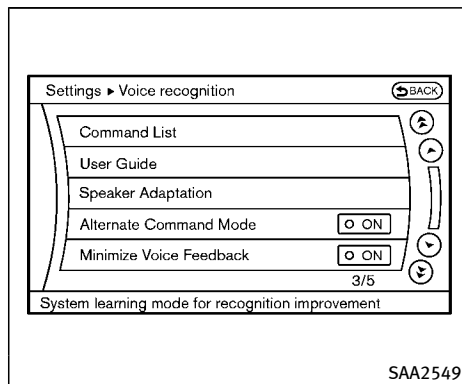 Settings ▸ Voice recognition BACK
Command List
User Guide
Speaker Adaptation
Alternate Command Mode ON
Minimize Voice Feedback ON
3/5
System learning mode for recognition improvement
SAA2549